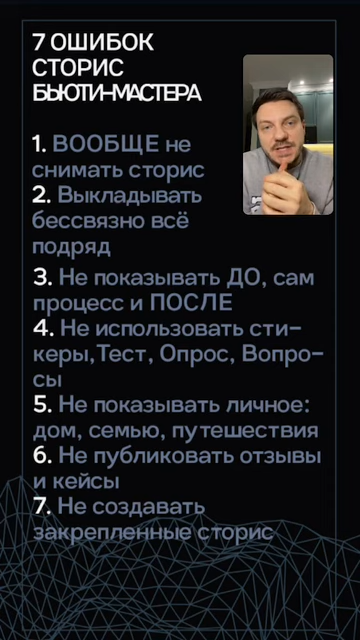 7 ОШИБОК
СТОРИС
БЬЮТИ-МАСТЕРА
1. ВООБЩЕ не
снимать сторис
2. Выкладывать
бессвязно всё
подряд
3. Не показывать ДО, сам
процесс и ПОСЛЕ
4. Не использовать сти-
керы,Тест, Опрос, Вопро-
сы
5. Не показывать личное:
дом, семью, путешествия
6. Не публиковать отзывы
и кейсы
7. Не создавать
закрепленные сторис